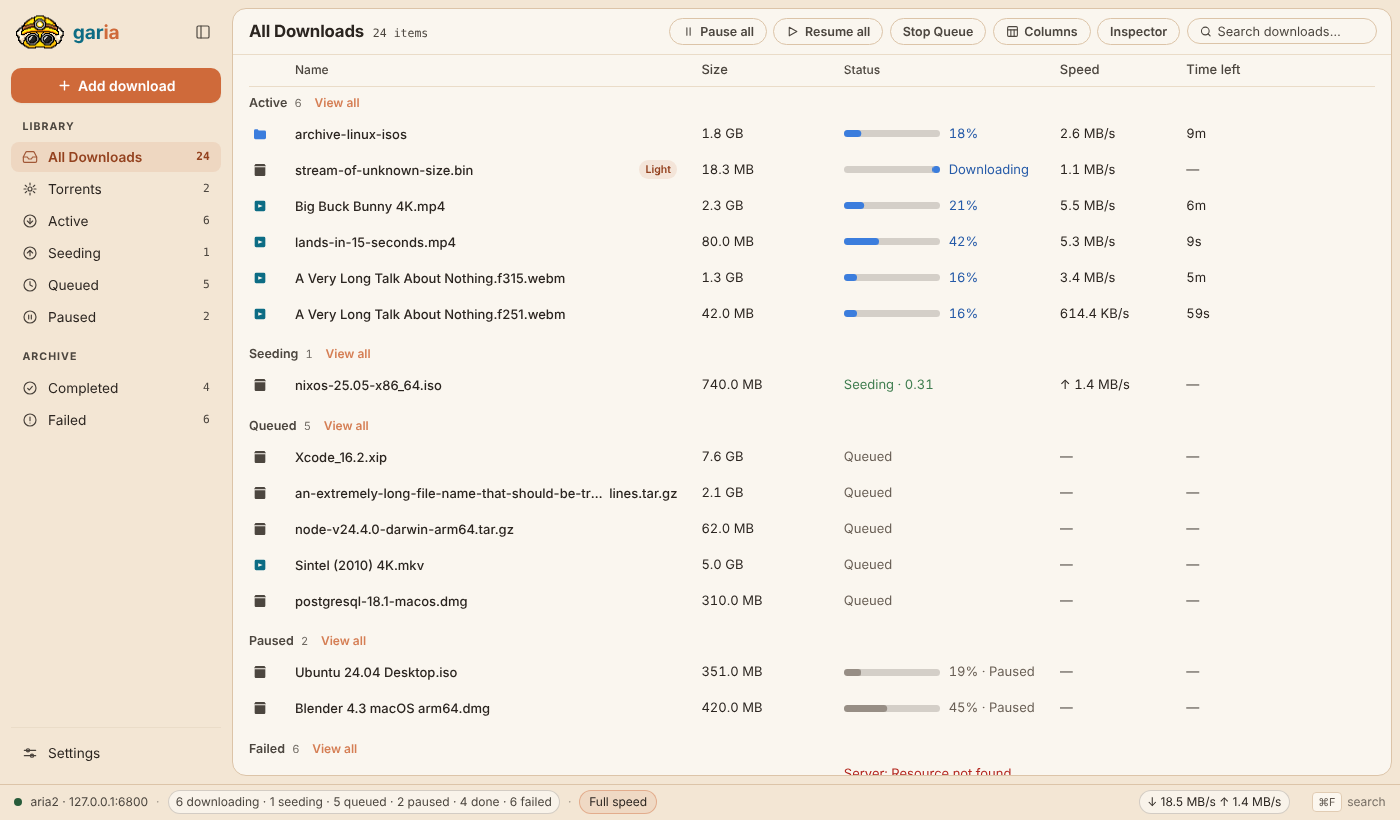 garia
Add download
LIBRARY
All Downloads 24
Torrents 2
Active 6
Seeding 1
Queued 5
Paused 2
ARCHIVE
Completed 4
Failed 6
Settings
All Downloads 24 items
Pause all
Resume all
Stop Queue
Columns
Inspector
Search downloads...
Name Size Status Speed Time left
Active 6 View all
archive-linux-isos 1.8 GB 18% 2.6 MB/s 9m
stream-of-unknown-size.bin Light 18.3 MB Downloading 1.1 MB/s —
Big Buck Bunny 4K.mp4 2.3 GB 21% 5.5 MB/s 6m
lands-in-15-seconds.mp4 80.0 MB 42% 5.3 MB/s 9s
A Very Long Talk About Nothing.f315.webm 1.3 GB 16% 3.4 MB/s 5m
A Very Long Talk About Nothing.f251.webm 42.0 MB 16% 614.4 KB/s 59s
Seeding 1 View all
nixos-25.05-x86_64.iso 740.0 MB Seeding · 0.31 ↑ 1.4 MB/s —
Queued 5 View all
Xcode_16.2.xip 7.6 GB Queued — —
an-extremely-long-file-name-that-should-be-tr... lines.tar.gz 2.1 GB Queued — —
node-v24.4.0-darwin-arm64.tar.gz 62.0 MB Queued — —
Sintel (2010) 4K.mkv 5.0 GB Queued — —
postgresql-18.1-macos.dmg 310.0 MB Queued — —
Paused 2 View all
Ubuntu 24.04 Desktop.iso 351.0 MB 19% · Paused — —
Blender 4.3 macOS arm64.dmg 420.0 MB 45% · Paused — —
Failed 6 View all
Server: Resource not found
aria2 · 127.0.0.1:6800 · 6 downloading · 1 seeding · 5 queued · 2 paused · 4 done · 6 failed · Full speed ↓ 18.5 MB/s ↑ 1.4 MB/s ⌘F search